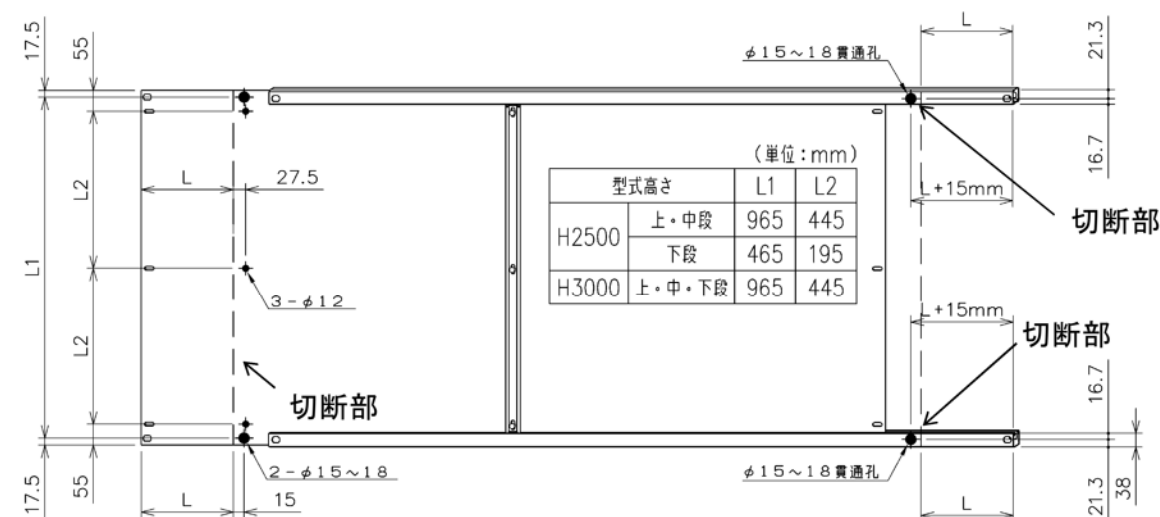 17.5
55
L
21.3
φ15～18貫通孔
16.7
L+15mm
切断部
L2
L
27.5
(単位:mm)
型式高さ L1 L2
H2500 上・中段 965 445
下段 465 195
H3000 上・中・下段 965 445
L1
3-φ12
L+15mm
切断部
L2
切断部
16.7
2-φ15～18
φ15～18貫通孔
38
17.5
55
L
15
L
21.3